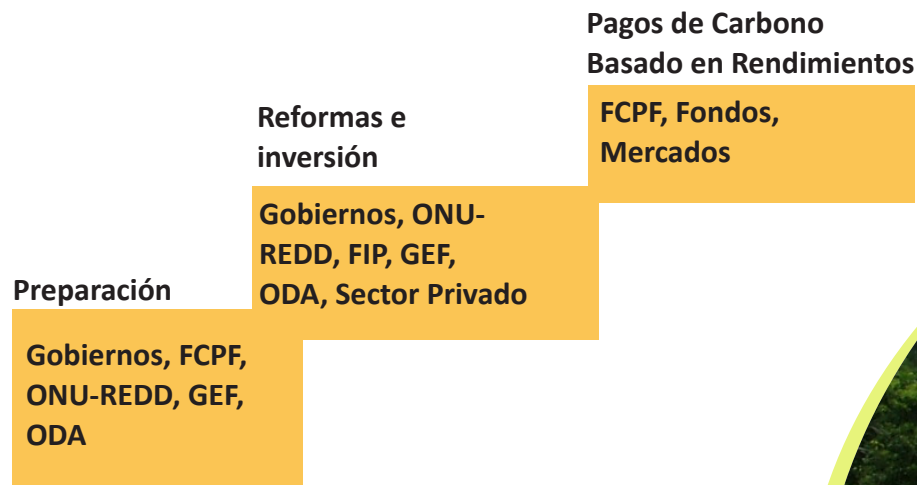 Pagos de Carbono
Basado en Rendimientos
FCPF, Fondos,
Mercados
Reformas e
inversión
Gobiernos, ONU-
REDD, FIP, GEF,
ODA, Sector Privado
Preparación
Gobiernos, FCPF,
ONU-REDD, GEF,
ODA